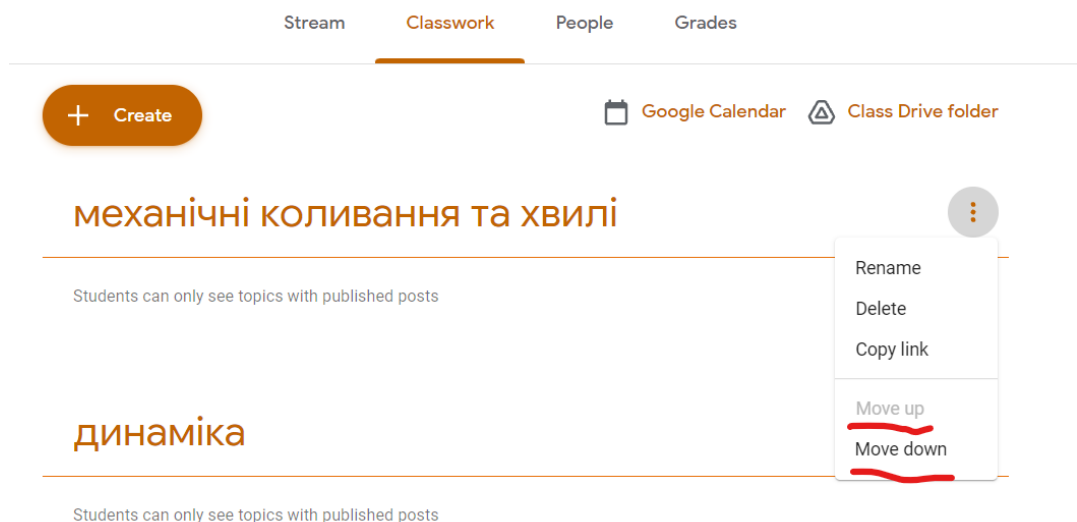 Stream Classwork People Grades
Create Google Calendar Class Drive folder
механічні коливання та хвилі
Rename
Students can only see topics with published posts
Delete
Copy link
Move up
динаміка
Move down
Students can only see topics with published posts